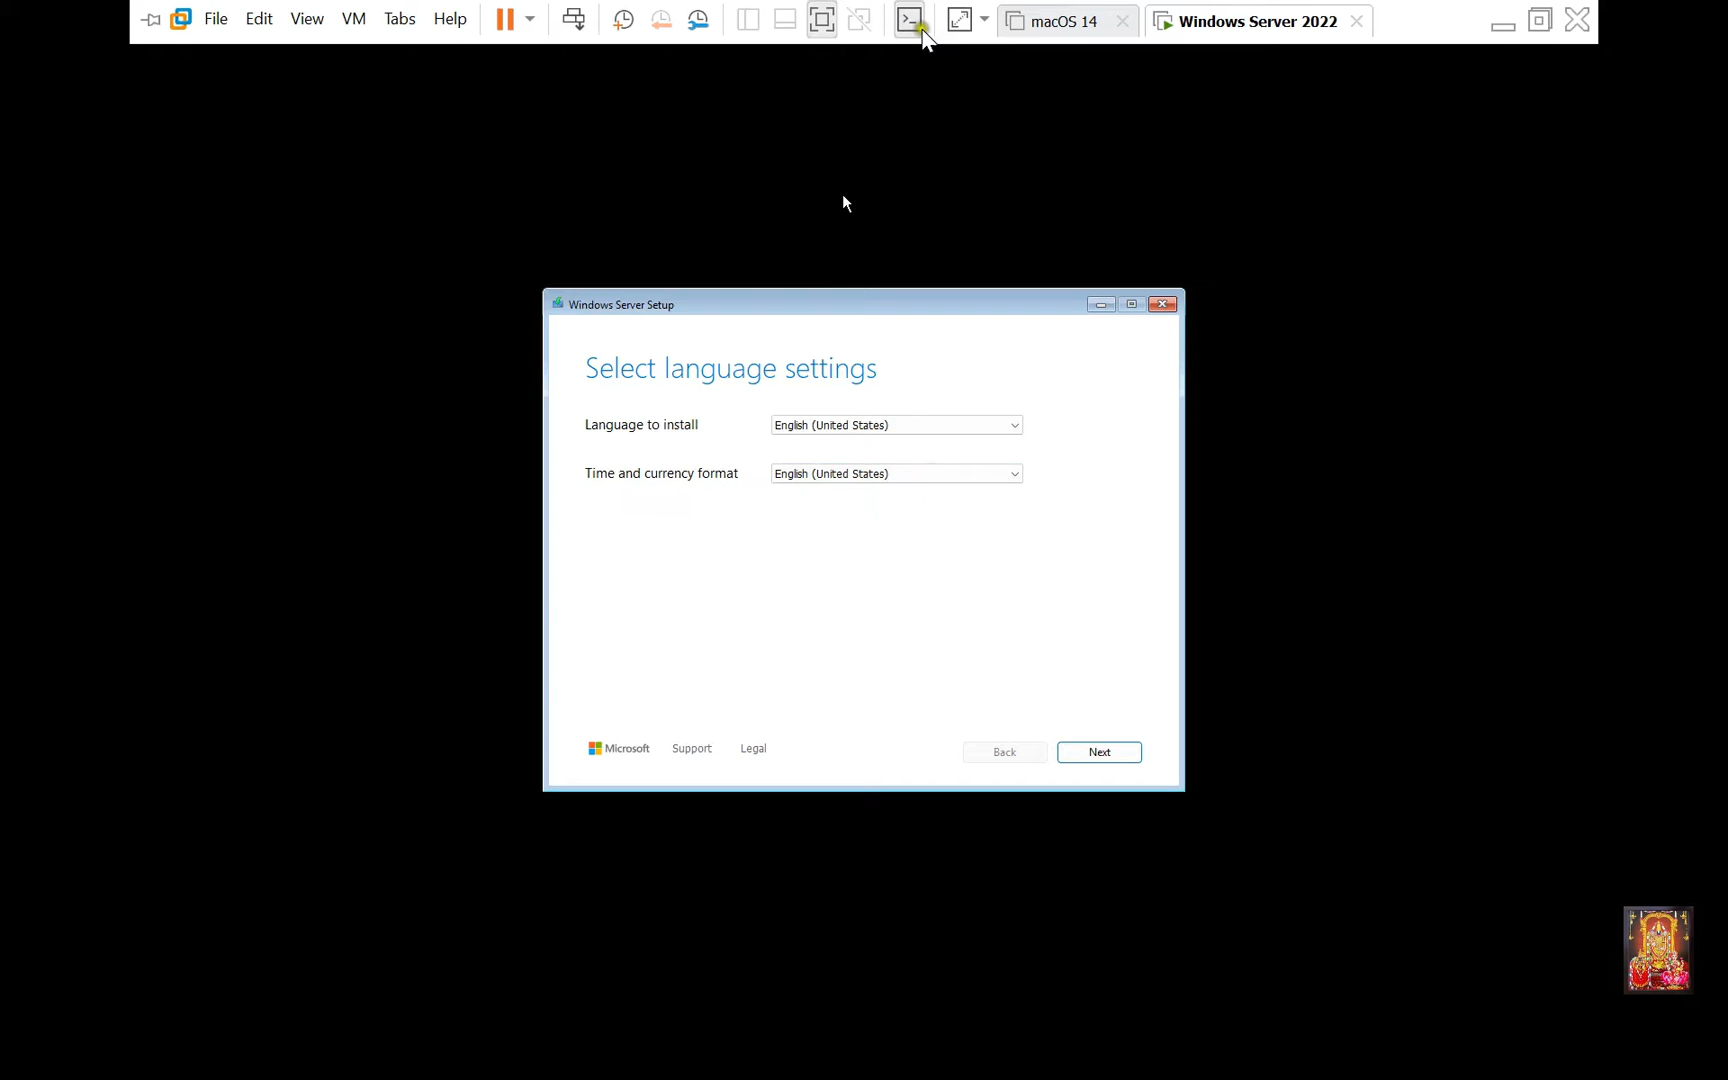 File Edit View VM Tabs Help macOS 14 Windows Server 2022
Windows Server Setup
Select language settings
Language to install English (United States)
Time and currency format English (United States)
Microsoft Support Legal Back Next